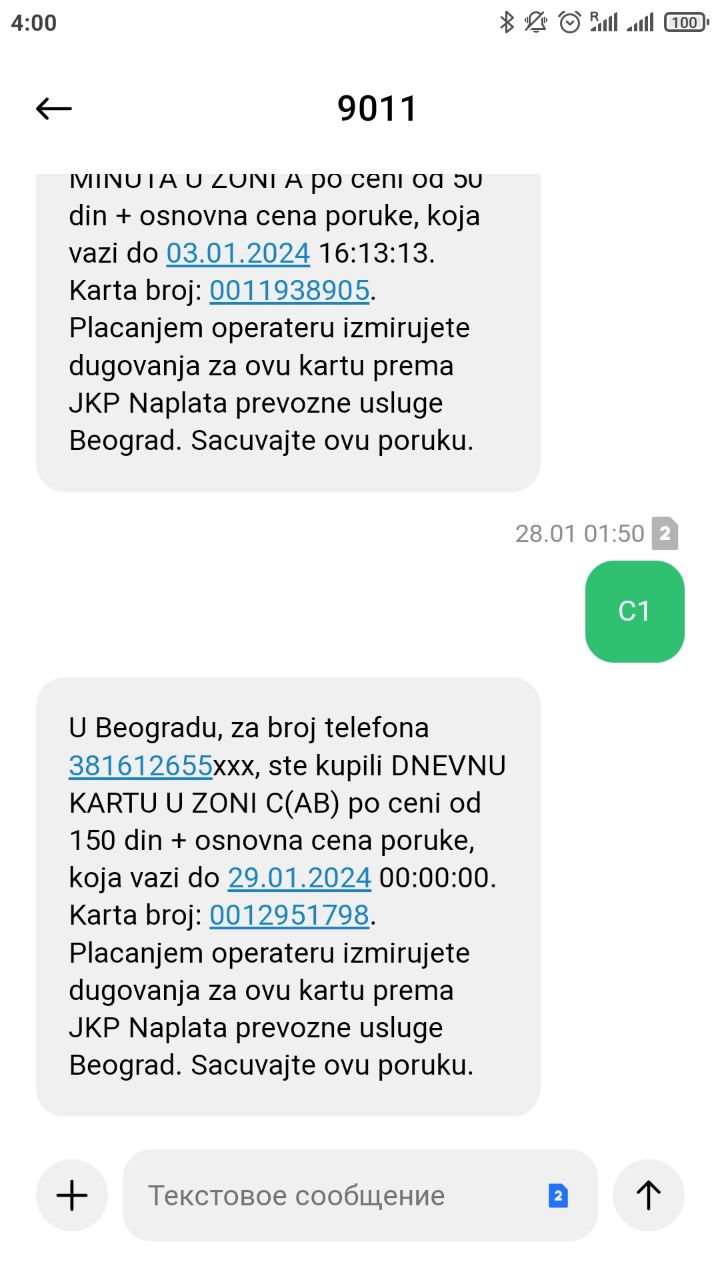 4:00
R
100
9011
MINUTA U ZONI A po ceni od 50
din + osnovna cena poruke, koja
vazi do 03.01.2024 16:13:13.
Karta broj: 0011938905.
Placanjem operateru izmirujete
dugovanja za ovu kartu prema
JKP Naplata prevozne usluge
Beograd. Sacuvajte ovu poruku.
28.01 01:50 2
C1
U Beogradu, za broj telefona
381612655xxx, ste kupili DNEVNU
KARTU U ZONI C(AB) po ceni od
150 din + osnovna cena poruke,
koja vazi do 29.01.2024 00:00:00.
Karta broj: 0012951798.
Placanjem operateru izmirujete
dugovanja za ovu kartu prema
JKP Naplata prevozne usluge
Beograd. Sacuvajte ovu poruku.
Текстовое сообщение 2